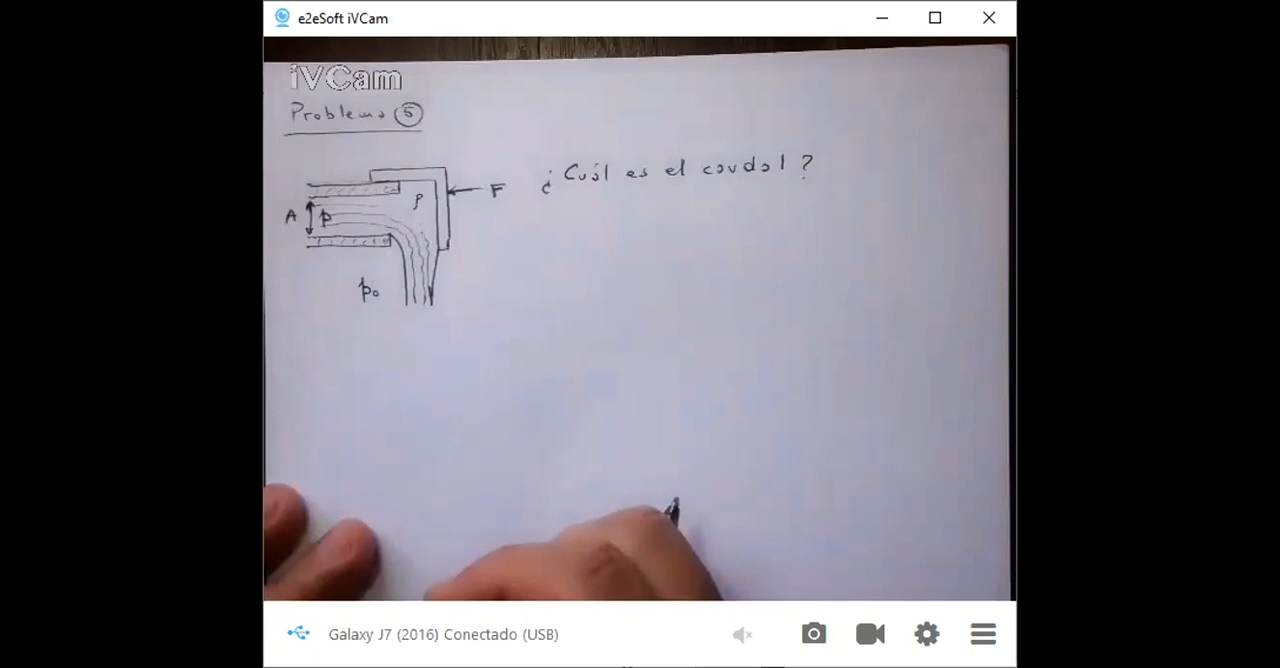 e2eSoft iVCam
iVCam
Problema 5
¿Cuál es el caudal?
F
ρ
A
p
p₀
Galaxy J7 (2016) Conectado (USB)